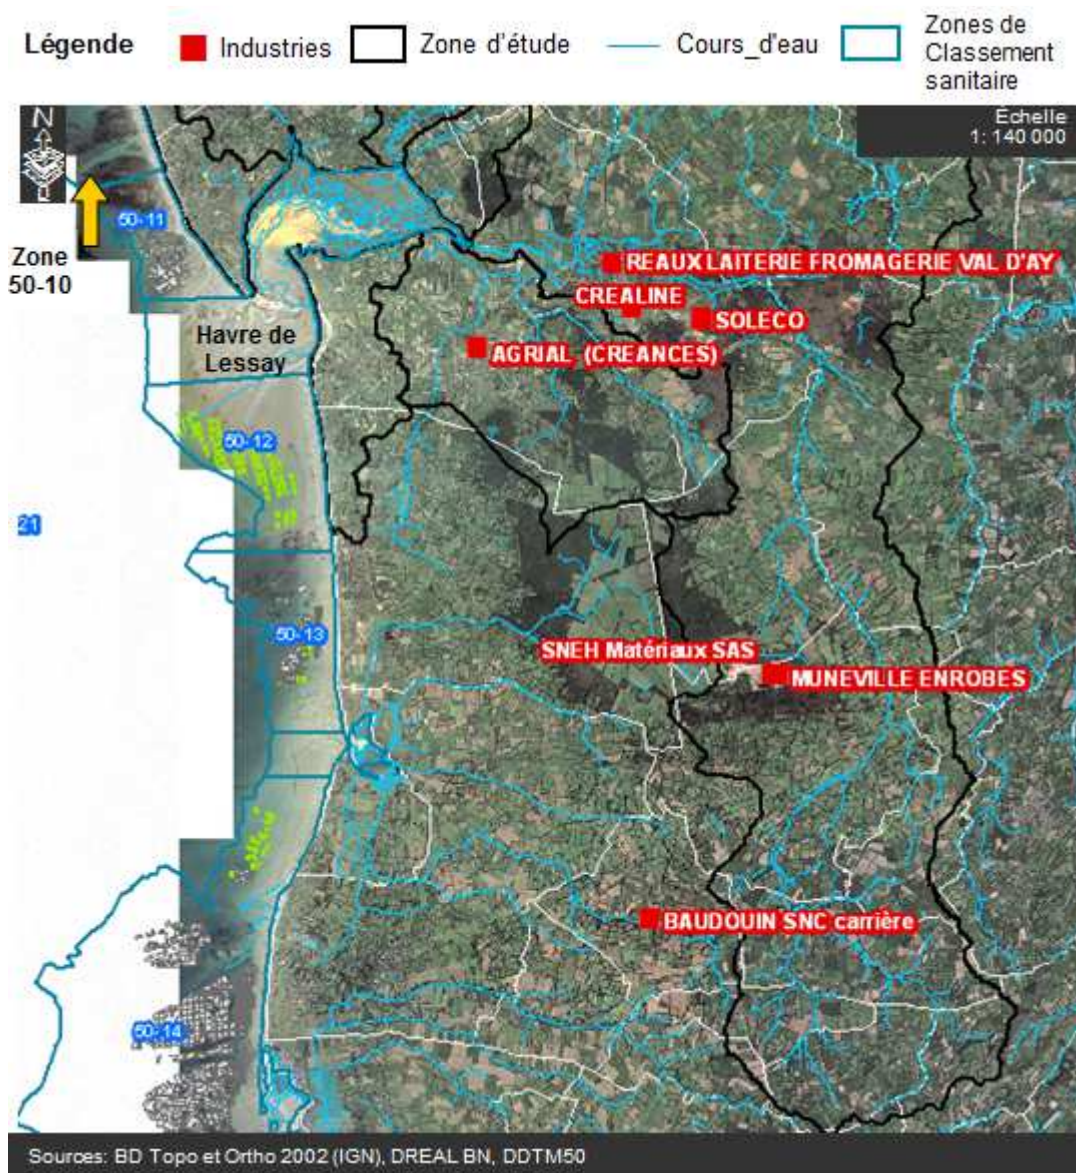 Légende
Industries
Zone d'étude
Cours_d'eau
Zones de
Classement
sanitaire
N
Echelle
1: 140 000
50-11
Zone
50-10
REAUX LAITERIE FROMAGERIE VAL D'AY
CREALINE
SOLECO
Havre de
Lessay
AGRIAL (CREANCES)
50-12
21
50-13
SNEH Matériaux SAS
MUNEVILLE ENROBES
BAUDOUIN SNC carrière
50-14
Sources: BD Topo et Ortho 2002 (IGN), DREAL BN, DDTM50